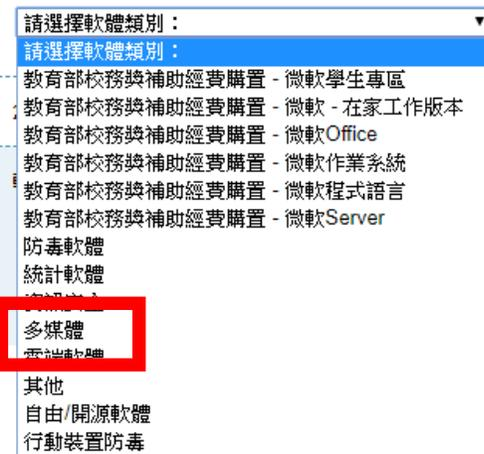 請選擇軟體類別：
請選擇軟體類別：
教育部校務獎補助經費購置 - 微軟學生專區
教育部校務獎補助經費購置 - 微軟 - 在家工作版本
教育部校務獎補助經費購置 - 微軟Office
教育部校務獎補助經費購置 - 微軟作業系統
教育部校務獎補助經費購置 - 微軟程式語言
教育部校務獎補助經費購置 - 微軟Server
防毒軟體
統計軟體
資訊安全
多媒體
雲端軟體
其他
自由/開源軟體
行動裝置防毒